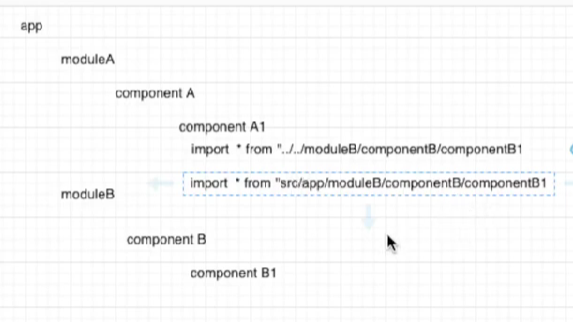 app
moduleA
component A
component A1
import * from "../../moduleB/componentB/componentB1
import * from "src/app/moduleB/componentB/componentB1
moduleB
component B
component B1